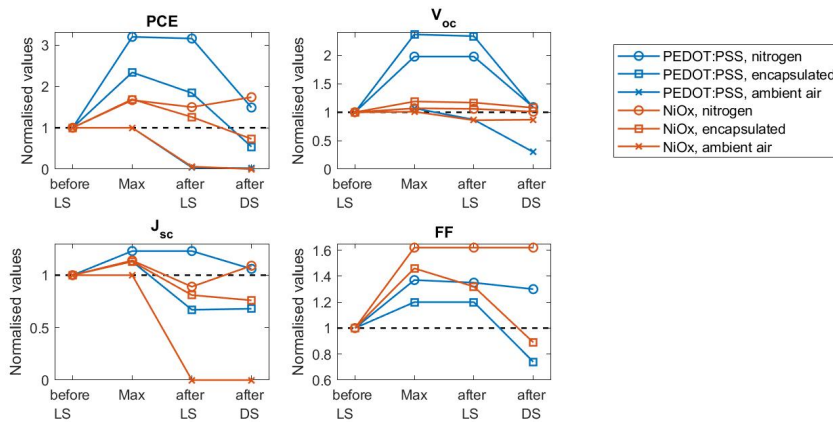 PCE
Normalised values
3
2
1
0
before
LS
Max
after
LS
after
DS
Voc
Normalised values
2
1.5
1
0.5
0
before
LS
Max
after
LS
after
DS
PEDOT:PSS, nitrogen
PEDOT:PSS, encapsulated
PEDOT:PSS, ambient air
NiOx, nitrogen
NiOx, encapsulated
NiOx, ambient air
Jsc
Normalised values
1
0.5
0
before
LS
Max
after
LS
after
DS
FF
Normalised values
1.6
1.4
1.2
1.0
0.8
0.6
before
LS
Max
after
LS
after
DS